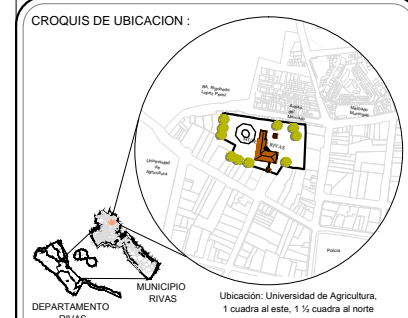 CROQUIS DE UBICACION :
Universidad
de
Agricultura
RIVAS
Policia
MUNICIPIO
RIVAS
DEPARTAMENTO
RIVAS
Ubicación: Universidad de Agricultura,
1 cuadra al este, 1 ½ cuadra al norte